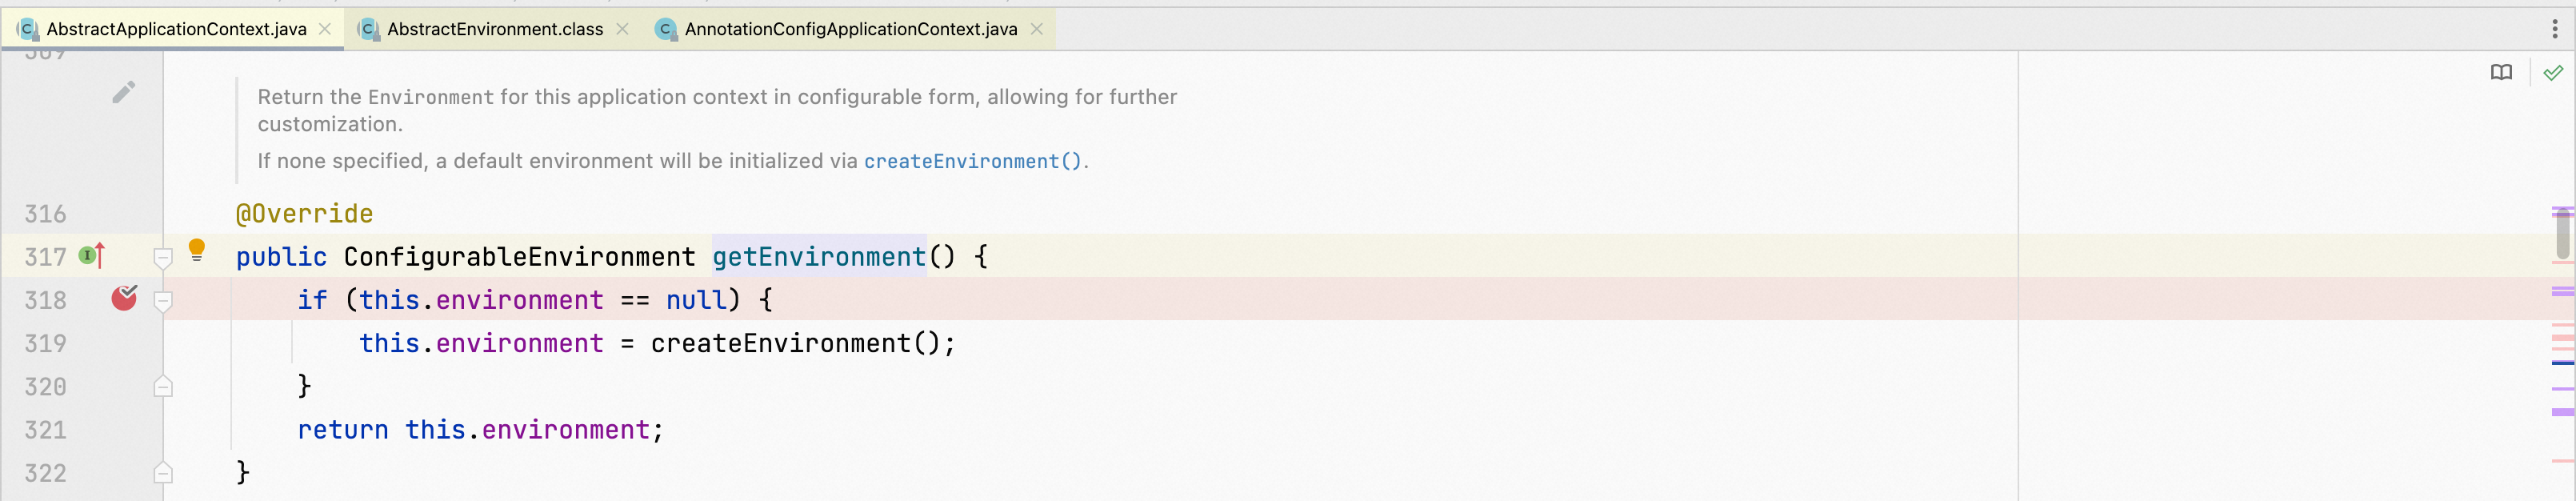 AbstractApplicationContext.java AbstractEnvironment.class AnnotationConfigApplicationContext.java
309
Return the Environment for this application context in configurable form, allowing for further
customization.
If none specified, a default environment will be initialized via createEnvironment().
316 @Override
317 public ConfigurableEnvironment getEnvironment() {
318 if (this.environment == null) {
319 this.environment = createEnvironment();
320 }
321 return this.environment;
322 }